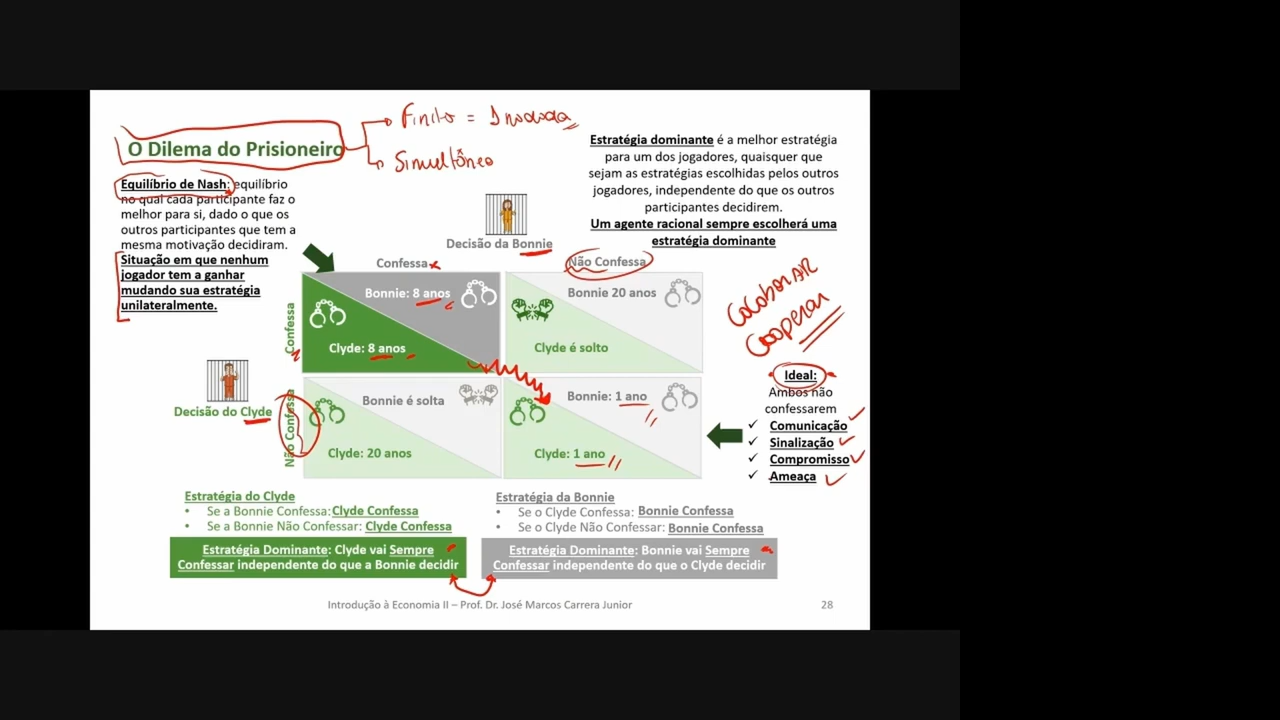 Finito = 1 rodada
Simultâneo
O Dilema do Prisioneiro
Equilíbrio de Nash: equilíbrio
no qual cada participante faz o
melhor para si, dado o que os
outros participantes que tem a
mesma motivação decidiram.
Situação em que nenhum
jogador tem a ganhar
mudando sua estratégia
unilateralmente.
Estratégia dominante é a melhor estratégia
para um dos jogadores, quaisquer que
sejam as estratégias escolhidas pelos outros
jogadores, independente do que os outros
participantes decidirem.
Um agente racional sempre escolherá uma
estratégia dominante
Decisão da Bonnie
Confessa
Não Confessa
Confessa
Bonnie: 8 anos
Clyde: 8 anos
Bonnie 20 anos
Clyde é solto
Decisão do Clyde
Não Confessa
Bonnie é solta
Clyde: 20 anos
Bonnie: 1 ano
Clyde: 1 ano
Colaborar
Cooperar
Ideal:
Ambos não
confessarem
✓ Comunicação
✓ Sinalização
✓ Compromisso
✓ Ameaça
Estratégia do Clyde
• Se a Bonnie Confessa: Clyde Confessa
• Se a Bonnie Não Confessar: Clyde Confessa
Estratégia Dominante: Clyde vai Sempre
Confessar independente do que a Bonnie decidir
Estratégia da Bonnie
• Se o Clyde Confessa: Bonnie Confessa
• Se o Clyde Não Confessar: Bonnie Confessa
Estratégia Dominante: Bonnie vai Sempre
Confessar independente do que o Clyde decidir
Introdução à Economia II – Prof. Dr. José Marcos Carrera Junior
28